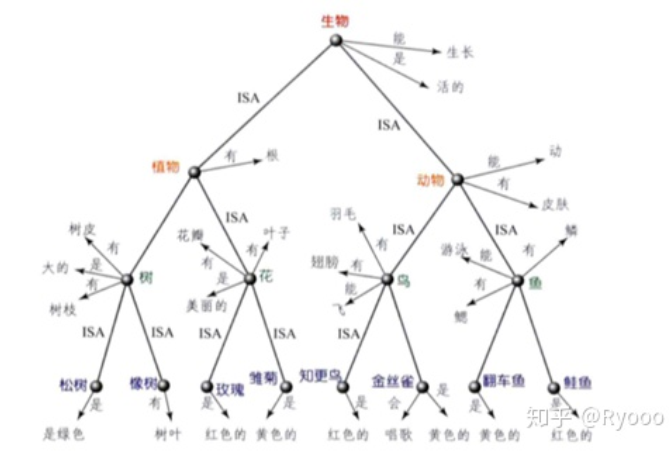 生物
能
生长
是
活的
ISA
ISA
植物
有
根
动物
能
动
有
皮肤
ISA
ISA
ISA
树皮
有
大的
是
有
树枝
树
花瓣
有
有
叶子
是
美丽的
花
羽毛
有
翅膀
有
能
飞
鸟
游泳
能
有
鳞
有
鳃
鱼
ISA
ISA
ISA
ISA
ISA
松树
橡树
玫瑰
雏菊
知更鸟
金丝雀
翻车鱼
鲑鱼
是
有
是
是
是
会
是
是
是
是绿色
树叶
红色的
黄色的
红色的
唱歌
黄色的
黄色的
红色的
知乎 @Ryooo